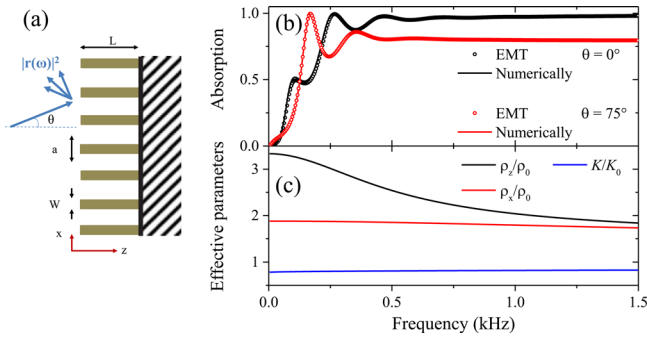 (a)
L
|r(ω)|²
θ
a
W
x
z
(b)
Absorption
1.0
0.5
0.0
EMT θ = 0°
Numerically
EMT θ = 75°
Numerically
(c)
Effective parameters
3
2
1
ρz/ρ0 K/K0
ρx/ρ0
0.0 0.5 1.0 1.5
Frequency (kHz)